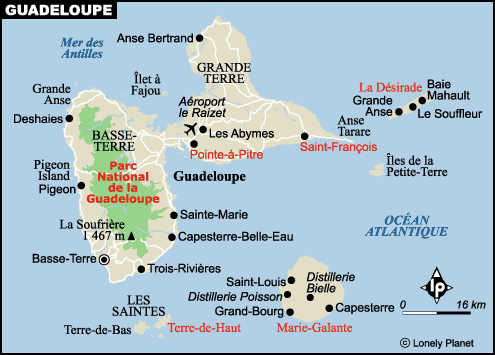 GUADELOUPE
Mer des
Antilles
Anse Bertrand
GRANDE
TERRE
Îlet à
Fajou
Grande
Anse
Deshaies
Aéroport
le Raizet
Les Abymes
BASSE-
TERRE
Pointe-à-Pitre
Saint-François
La Désirade
Baie
Mahault
Grande
Anse
Le Souffleur
Anse
Tarare
Îles de la
Petite-Terre
Parc
National
de la
Guadeloupe
Guadeloupe
Pigeon
Island
Pigeon
Sainte-Marie
La Soufrière
1 467 m
Capesterre-Belle-Eau
Basse-Terre
Trois-Rivières
OCÉAN
ATLANTIQUE
LES
SAINTES
Terre-de-Bas
Terre-de-Haut
Saint-Louis
Distillerie
Bielle
Distillerie Poisson
Grand-Bourg
Capesterre
Marie-Galante
lp
0 16 km
© Lonely Planet